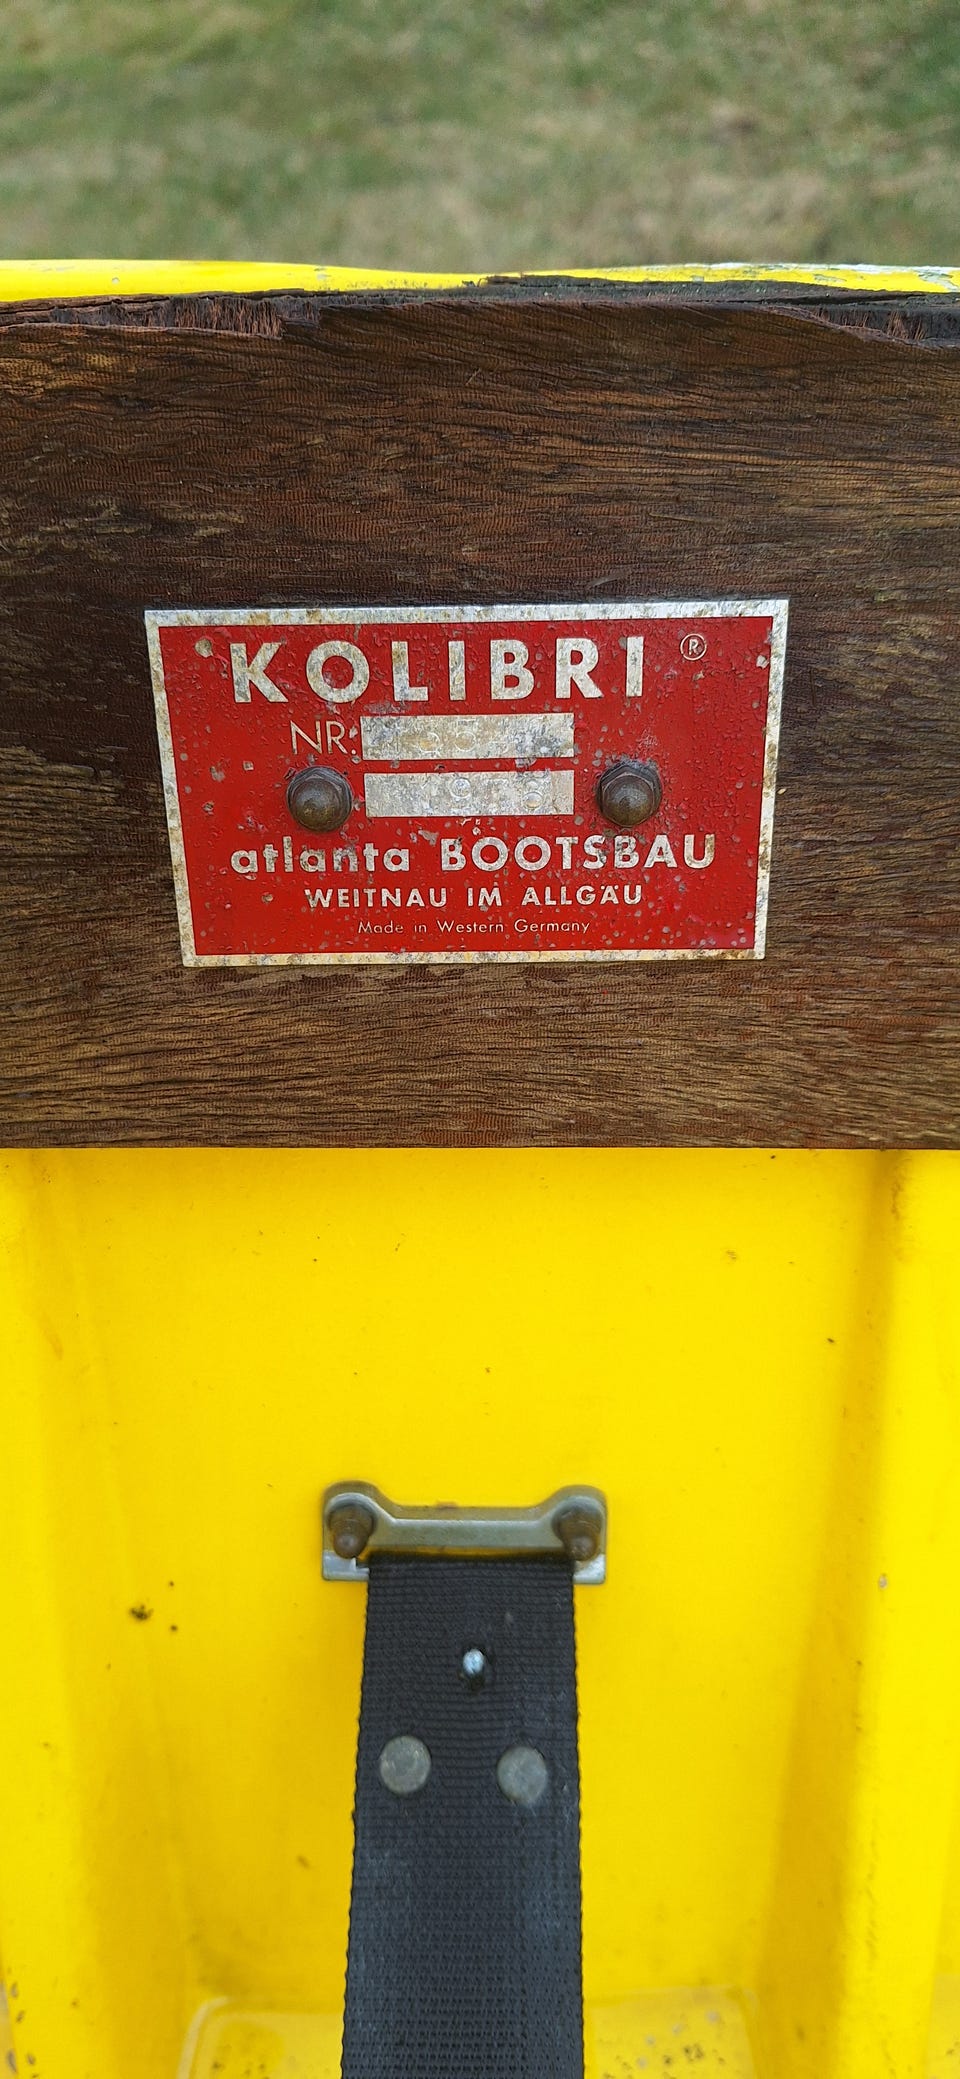 KOLIBRI ®
NR.
atlanta BOOTSBAU
WEITNAU IM ALLGÄU
Made in Western Germany